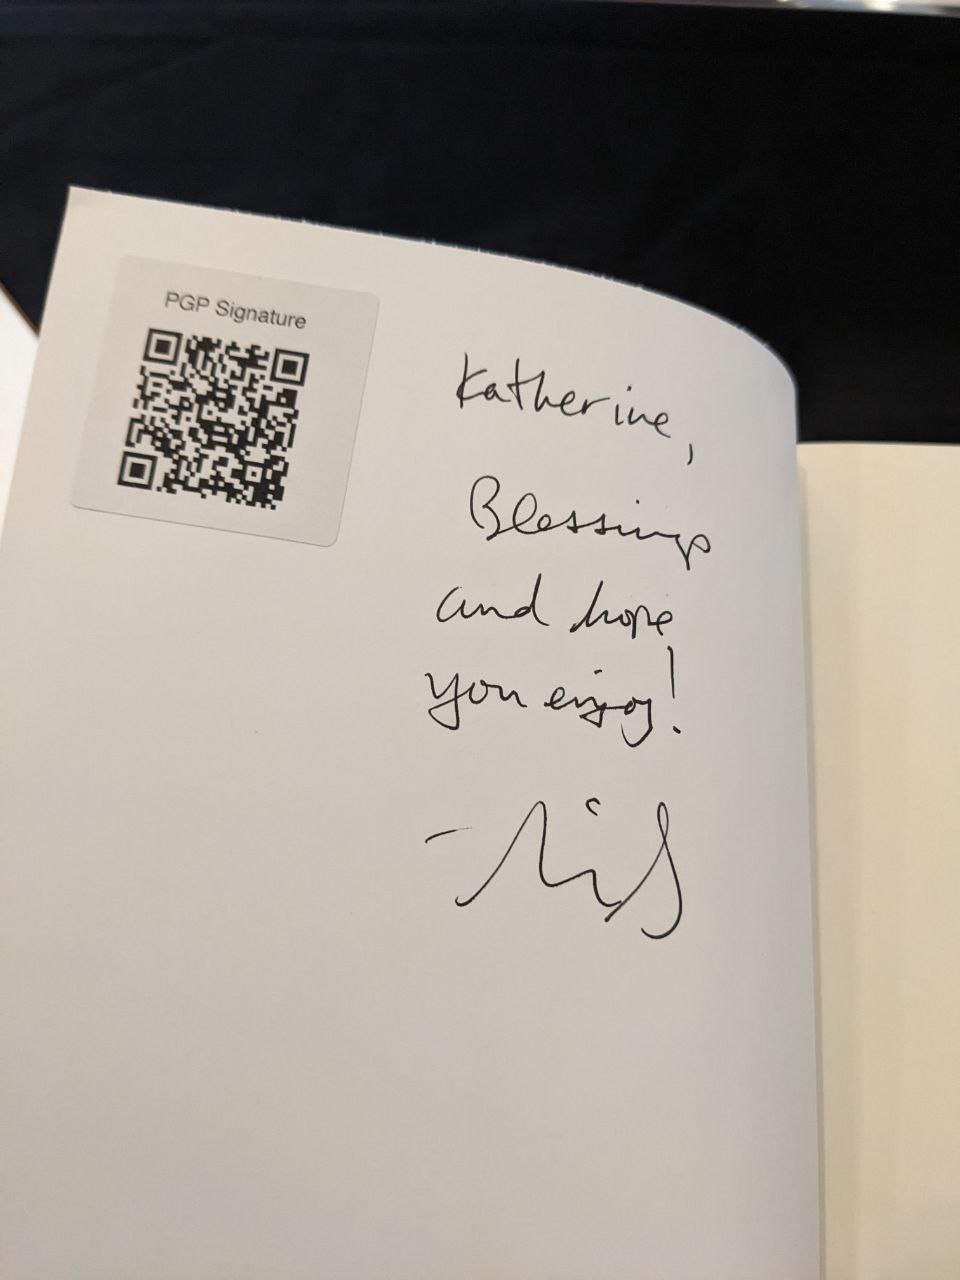 PGP Signature
Katherine,
Blessings
and hope
you enjoy!